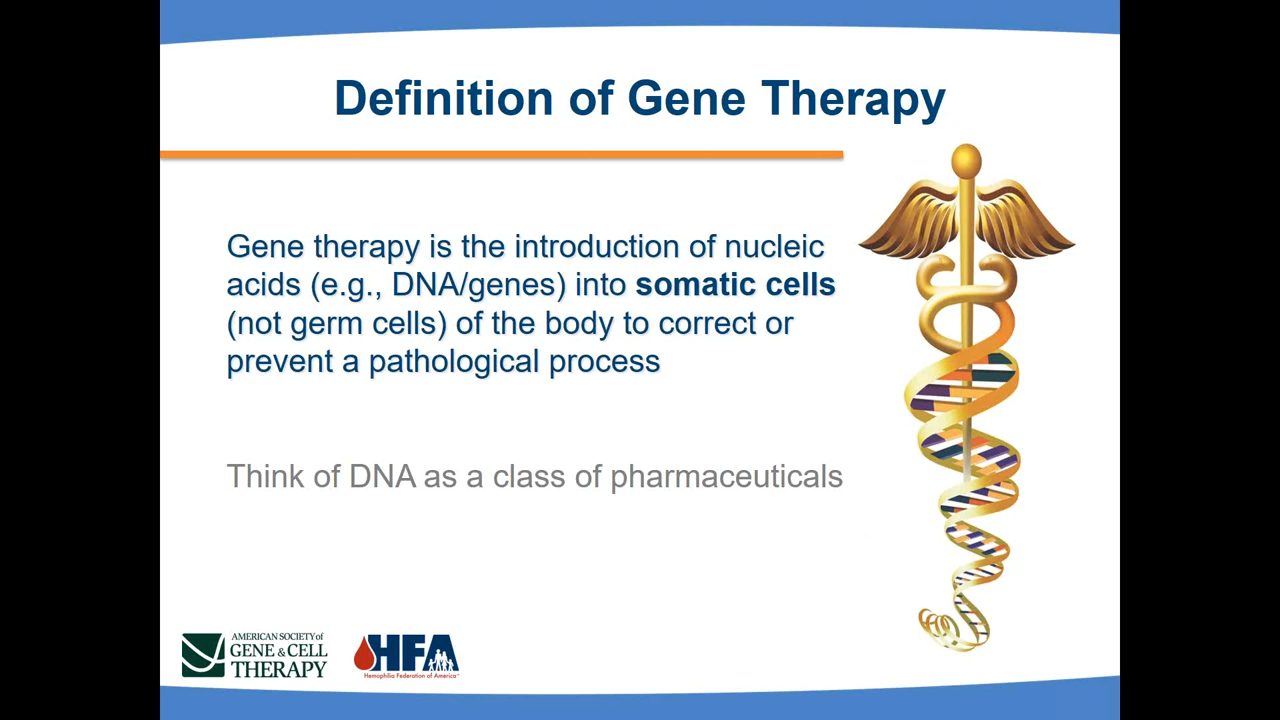 Definition of Gene Therapy
Gene therapy is the introduction of nucleic
acids (e.g., DNA/genes) into somatic cells
(not germ cells) of the body to correct or
prevent a pathological process
Think of DNA as a class of pharmaceuticals
AMERICAN SOCIETY of
GENE & CELL
THERAPY
HFA
Hemophilia Federation of America™